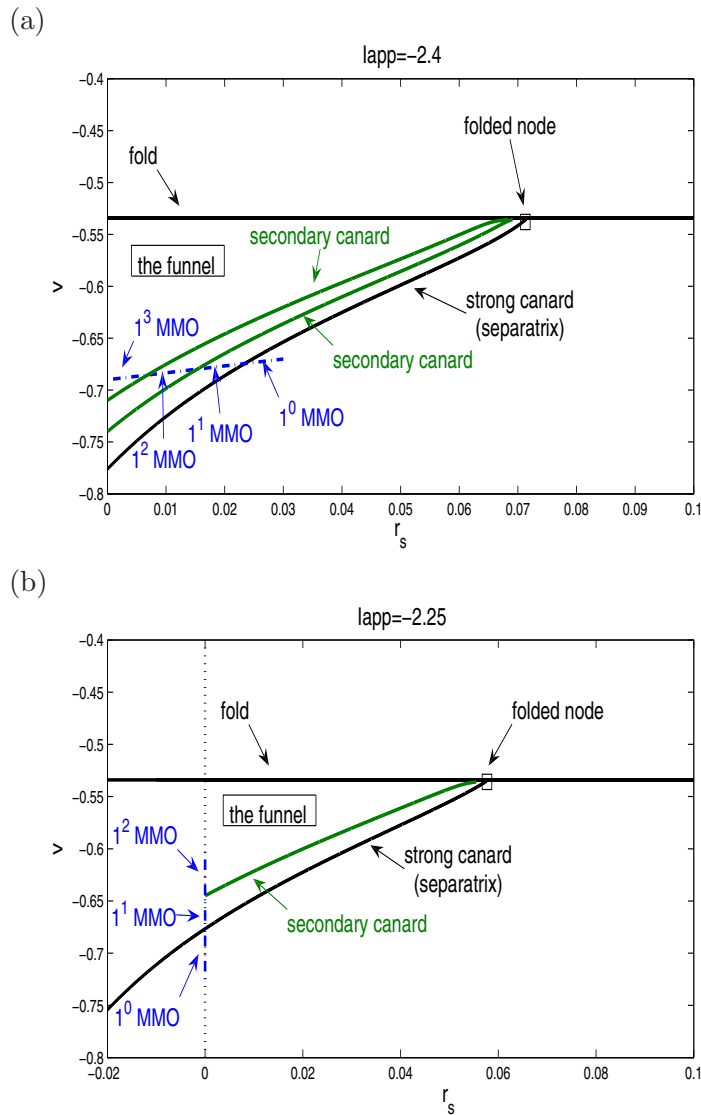 (a)
Iapp=-2.4
-0.4
-0.5
-0.55
-0.6
-0.65
-0.7
-0.75
-0.8
v
fold
folded node
the funnel
secondary canard
strong canard
(separatrix)
secondary canard
1^3 MMO
1^2 MMO
1^1 MMO
1^0 MMO
0
0.01
0.02
0.03
0.04
0.05
0.06
0.07
0.08
0.09
0.1
r_s
(b)
Iapp=-2.25
-0.4
-0.45
-0.5
-0.55
-0.6
-0.65
-0.7
-0.75
-0.8
v
fold
folded node
the funnel
1^2 MMO
strong canard
(separatrix)
1^1 MMO
secondary canard
1^0 MMO
-0.02
0
0.02
0.04
0.06
0.08
0.1
r_s